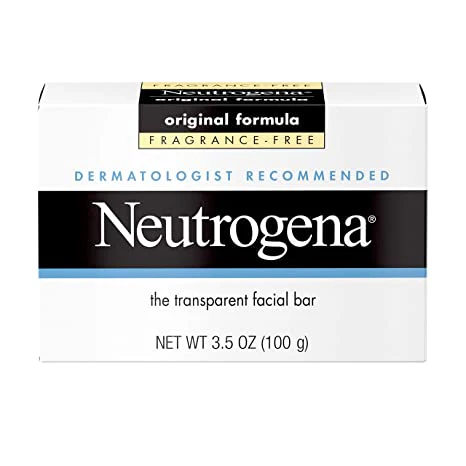 FRAGRANCE-FREE
Neutrogena®
original formula
original formula
FRAGRANCE-FREE
DERMATOLOGIST RECOMMENDED
Neutrogena®
the transparent facial bar
NET WT 3.5 OZ (100 g)